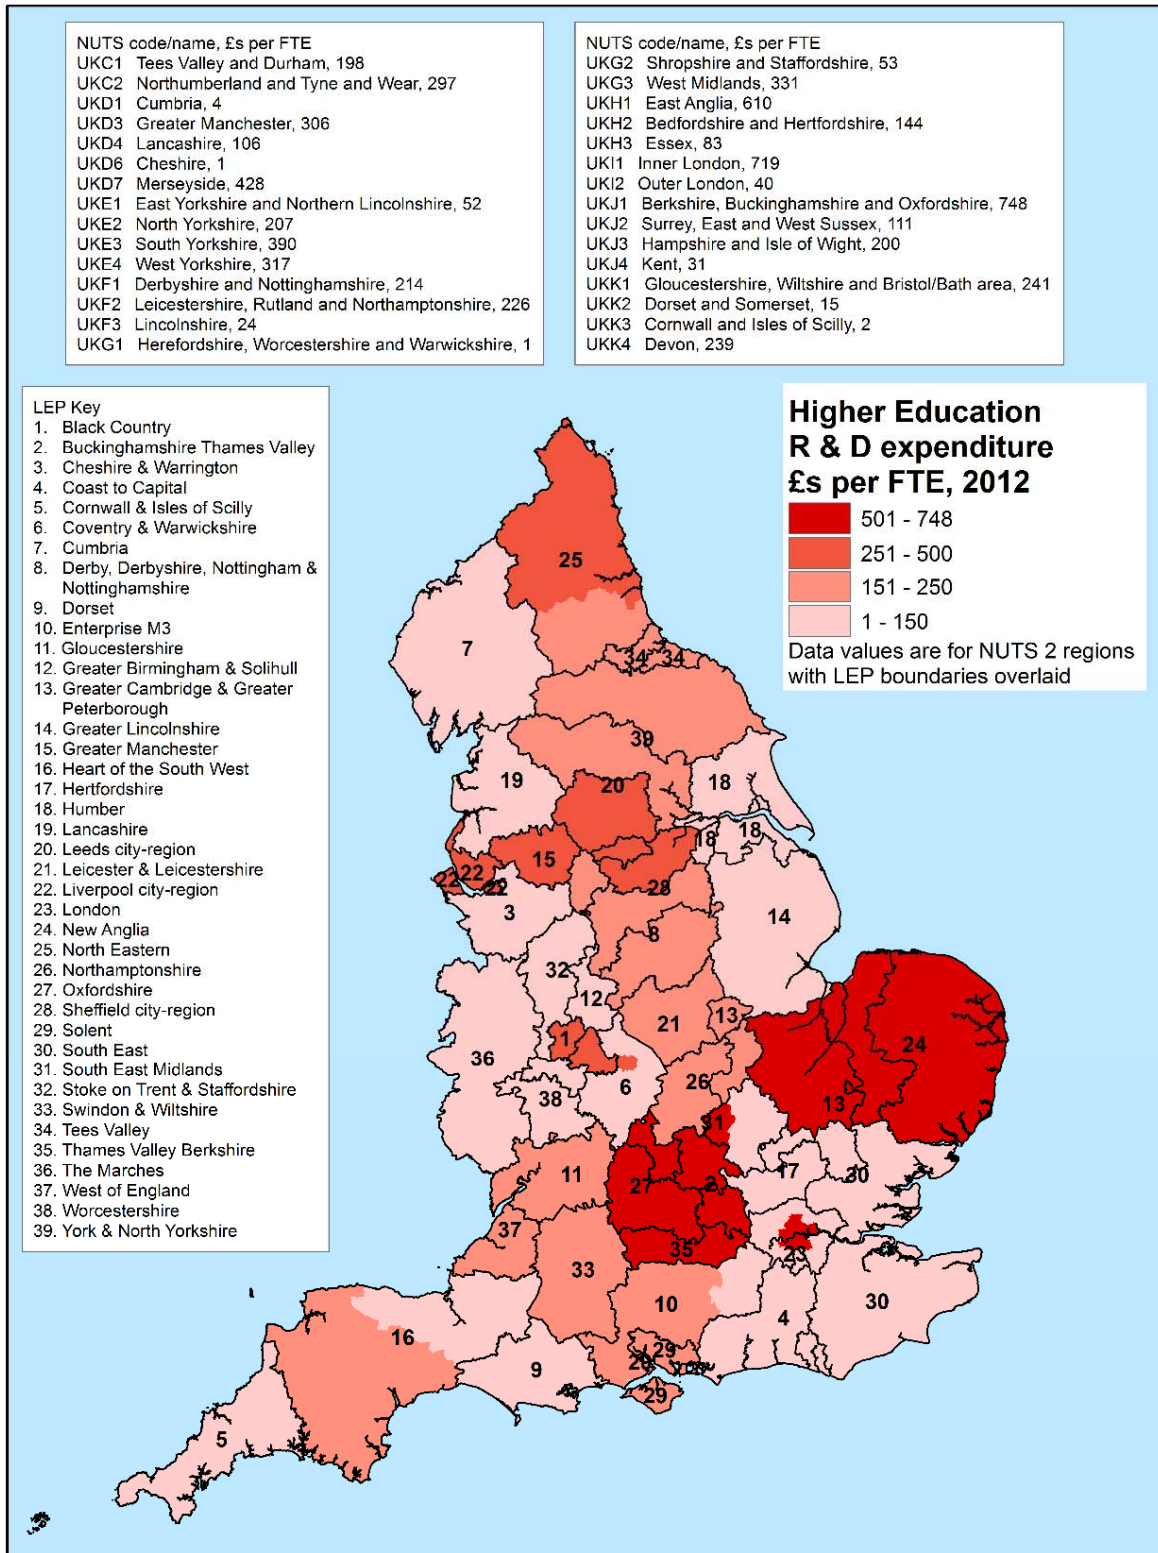 NUTS code/name, £s per FTE
UKC1 Tees Valley and Durham, 198
UKC2 Northumberland and Tyne and Wear, 297
UKD1 Cumbria, 4
UKD3 Greater Manchester, 306
UKD4 Lancashire, 106
UKD6 Cheshire, 1
UKD7 Merseyside, 428
UKE1 East Yorkshire and Northern Lincolnshire, 52
UKE2 North Yorkshire, 207
UKE3 South Yorkshire, 390
UKE4 West Yorkshire, 317
UKF1 Derbyshire and Nottinghamshire, 214
UKF2 Leicestershire, Rutland and Northamptonshire, 226
UKF3 Lincolnshire, 24
UKG1 Herefordshire, Worcestershire and Warwickshire, 1
NUTS code/name, £s per FTE
UKG2 Shropshire and Staffordshire, 53
UKG3 West Midlands, 331
UKH1 East Anglia, 610
UKH2 Bedfordshire and Hertfordshire, 144
UKH3 Essex, 83
UKI1 Inner London, 719
UKI2 Outer London, 40
UKJ1 Berkshire, Buckinghamshire and Oxfordshire, 748
UKJ2 Surrey, East and West Sussex, 111
UKJ3 Hampshire and Isle of Wight, 200
UKJ4 Kent, 31
UKK1 Gloucestershire, Wiltshire and Bristol/Bath area, 241
UKK2 Dorset and Somerset, 15
UKK3 Cornwall and Isles of Scilly, 2
UKK4 Devon, 239
LEP Key
1. Black Country
2. Buckinghamshire Thames Valley
3. Cheshire & Warrington
4. Coast to Capital
5. Cornwall & Isles of Scilly
6. Coventry & Warwickshire
7. Cumbria
8. Derby, Derbyshire, Nottingham &
Nottinghamshire
9. Dorset
10. Enterprise M3
11. Gloucestershire
12. Greater Birmingham & Solihull
13. Greater Cambridge & Greater
Peterborough
14. Greater Lincolnshire
15. Greater Manchester
16. Heart of the South West
17. Hertfordshire
18. Humber
19. Lancashire
20. Leeds city-region
21. Leicester & Leicestershire
22. Liverpool city-region
23. London
24. New Anglia
25. North Eastern
26. Northamptonshire
27. Oxfordshire
28. Sheffield city-region
29. Solent
30. South East
31. South East Midlands
32. Stoke on Trent & Staffordshire
33. Swindon & Wiltshire
34. Tees Valley
35. Thames Valley Berkshire
36. The Marches
37. West of England
38. Worcestershire
39. York & North Yorkshire
Higher Education
R & D expenditure
£s per FTE, 2012
501 - 748
251 - 500
151 - 250
1 - 150
Data values are for NUTS 2 regions
with LEP boundaries overlaid
25
7
34
34
39
19
20
18
18
18
15
22
22
22
28
3
14
8
32
12
13
21
24
1
36
26
6
38
13
31
11
27
2
17
30
37
35
23
33
10
30
4
16
29
29
9
29
5